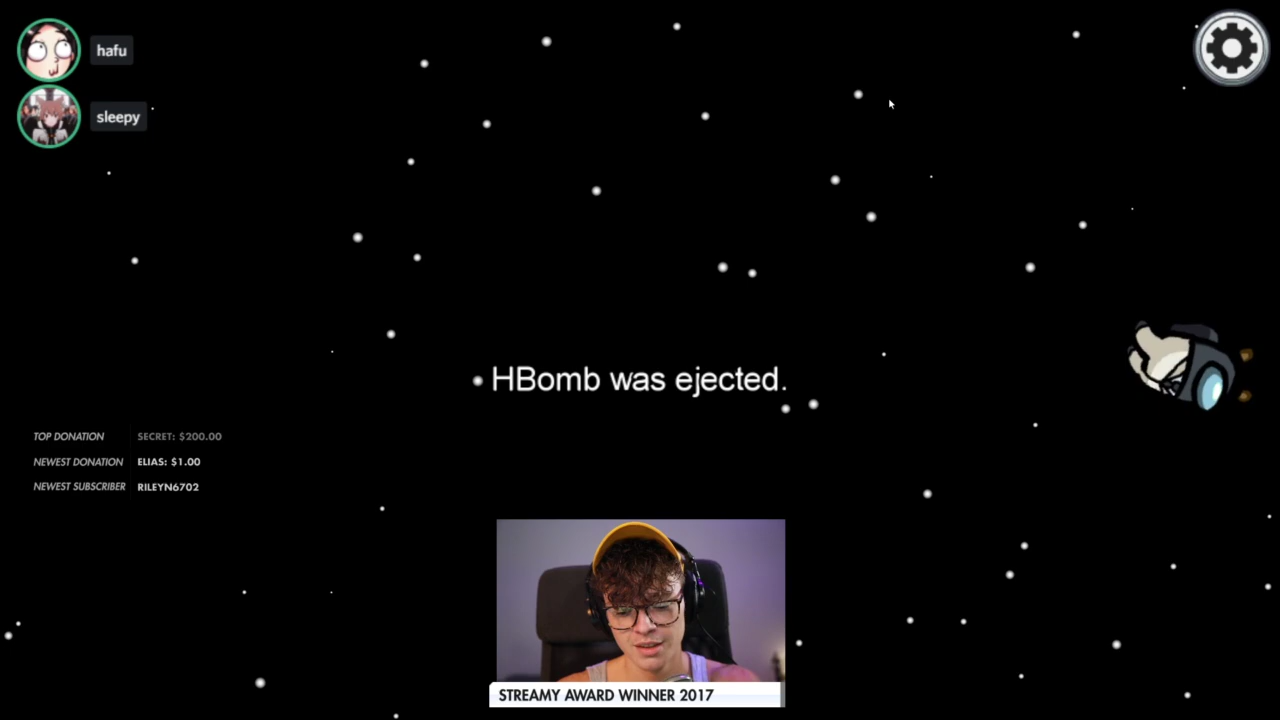 hafu
sleepy
HBomb was ejected.
TOP DONATION SECRET: $200.00
NEWEST DONATION ELIAS: $1.00
NEWEST SUBSCRIBER RILEYN6702
STREAMY AWARD WINNER 2017